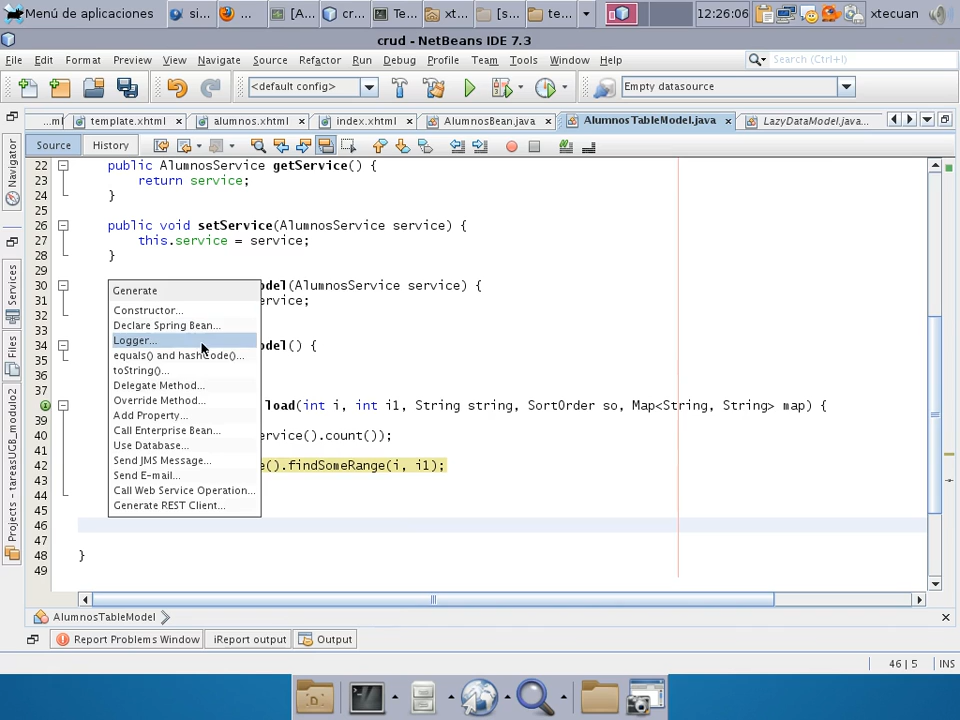 Menú de aplicaciones
si...
[A...
cr...
Te...
xt...
[s...
te...
12:26:06
xtecuan
crud - NetBeans IDE 7.3
File Edit Format Preview View Navigate Source Refactor Run Debug Profile Team Tools Window Help
Search (Ctrl+I)
<default config>
Empty datasource
...ml template.xhtml alumnos.xhtml index.xhtml AlumnosBean.java AlumnosTableModel.java LazyDataModel.java...
Source History
Navigator
Services
Files
Projects - tareasUGB_modulo2
22 public AlumnosService getService() {
23 return service;
24 }
25
26 public void setService(AlumnosService service) {
27 this.service = service;
28 }
29
30 odel(AlumnosService service) {
31 ervice;
32
33
34 odel() {
35
36
37
load(int i, int i1, String string, SortOrder so, Map<String, String> map) {
39
40 ervice().count());
41
42 e().findSomeRange(i, i1);
43
44
45
46
47
48 }
49
Generate
Constructor...
Declare Spring Bean...
Logger...
equals() and hashCode()...
toString()...
Delegate Method...
Override Method...
Add Property...
Call Enterprise Bean...
Use Database...
Send JMS Message...
Send E-mail...
Call Web Service Operation...
Generate REST Client...
AlumnosTableModel
Report Problems Window iReport output Output
46 | 5 INS